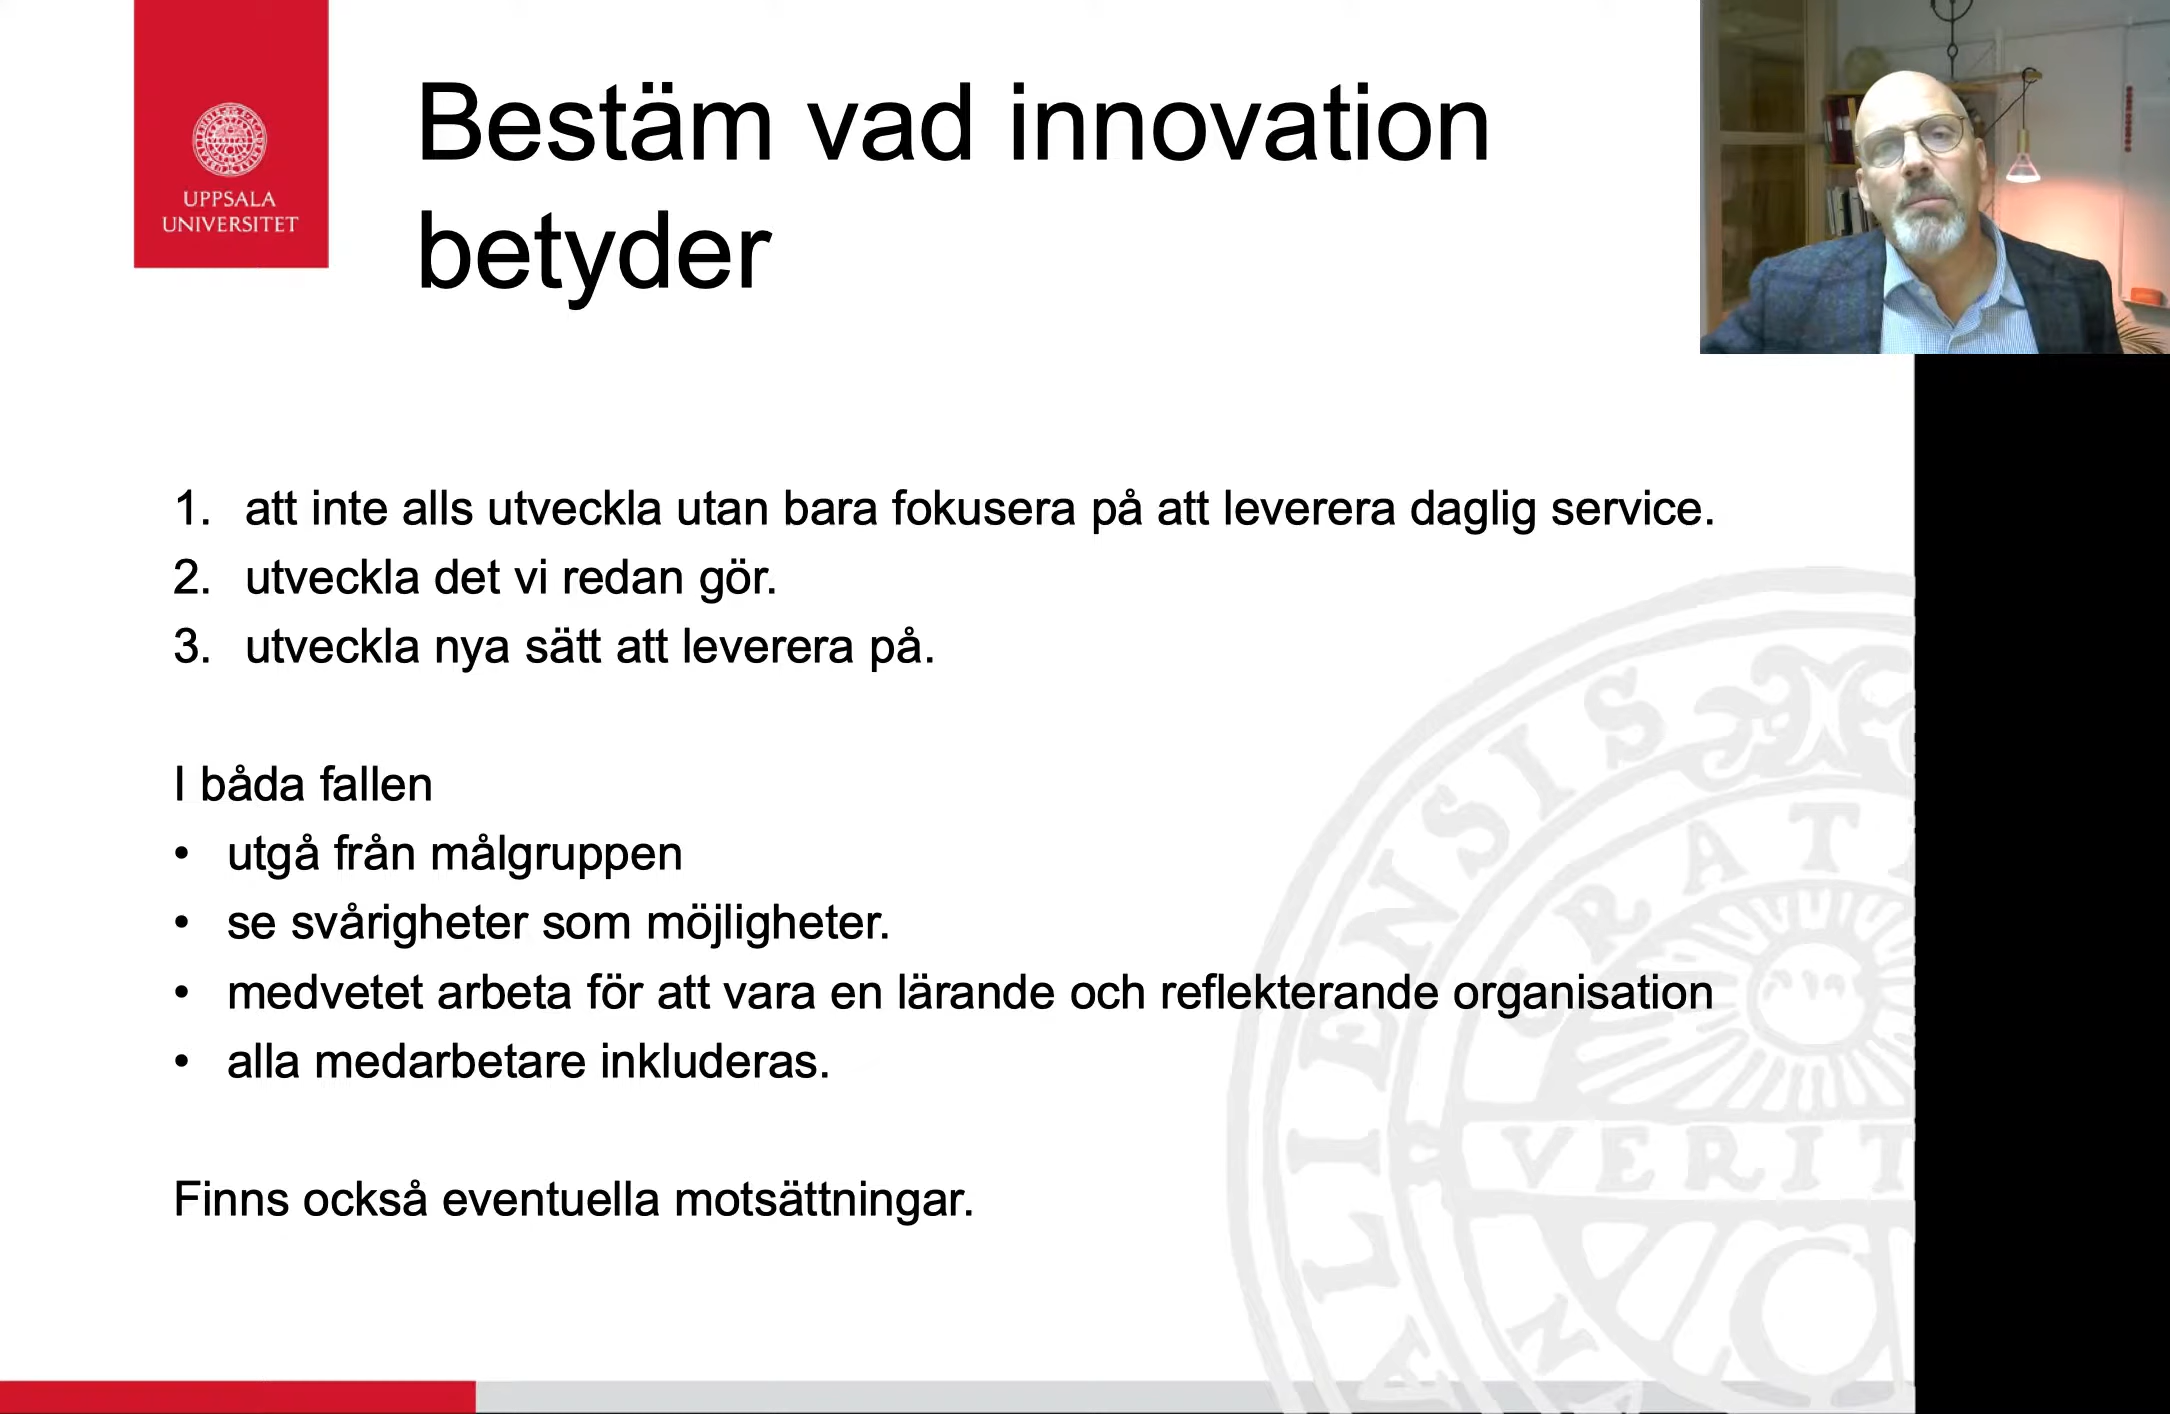 UPPSALA
UNIVERSITET
Bestäm vad innovation
betyder
1. att inte alls utveckla utan bara fokusera på att leverera daglig service.
2. utveckla det vi redan gör.
3. utveckla nya sätt att leverera på.
I båda fallen
• utgå från målgruppen
• se svårigheter som möjligheter.
• medvetet arbeta för att vara en lärande och reflekterande organisation
• alla medarbetare inkluderas.
Finns också eventuella motsättningar.